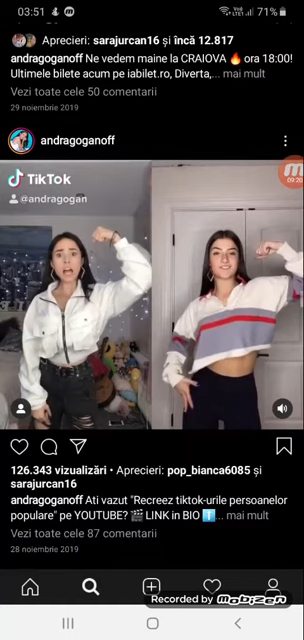 03:51 71%
Aprecieri: sarajurcan16 și încă 12.817
andragoganoff Ne vedem maine la CRAIOVA 🔥 ora 18:00!
Ultimele bilete acum pe iabilet.ro, Diverta,... mai mult
Vezi toate cele 50 comentarii
29 noiembrie 2019
andragoganoff
09:20
TikTok
@andragogan
126.343 vizualizări • Aprecieri: pop_bianca6085 și
sarajurcan16
andragoganoff Ati vazut "Recreez tiktok-urile persoanelor
populare" pe YOUTUBE? 🎬 LINK in BIO ⬆️... mai mult
Vezi toate cele 87 comentarii
28 noiembrie 2019
Recorded by mobizen